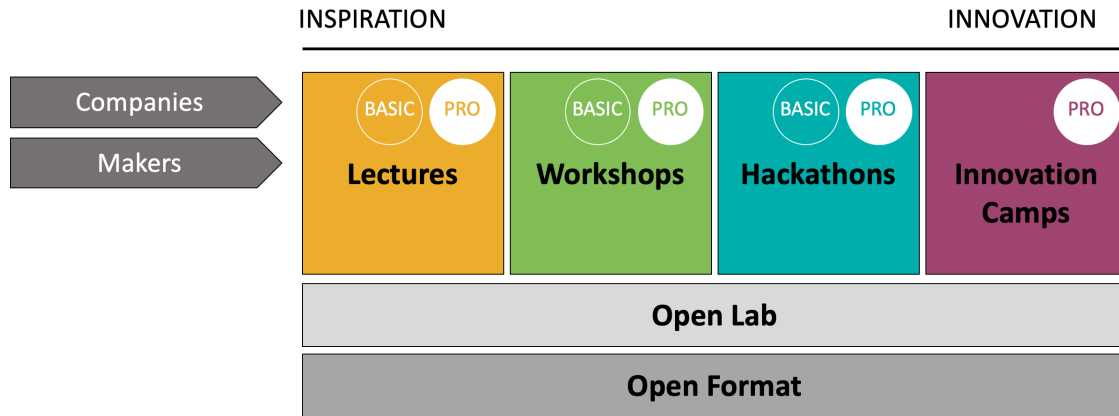 INSPIRATION
INNOVATION
Companies
Makers
BASIC
PRO
Lectures
BASIC
PRO
Workshops
BASIC
PRO
Hackathons
PRO
Innovation
Camps
Open Lab
Open Format